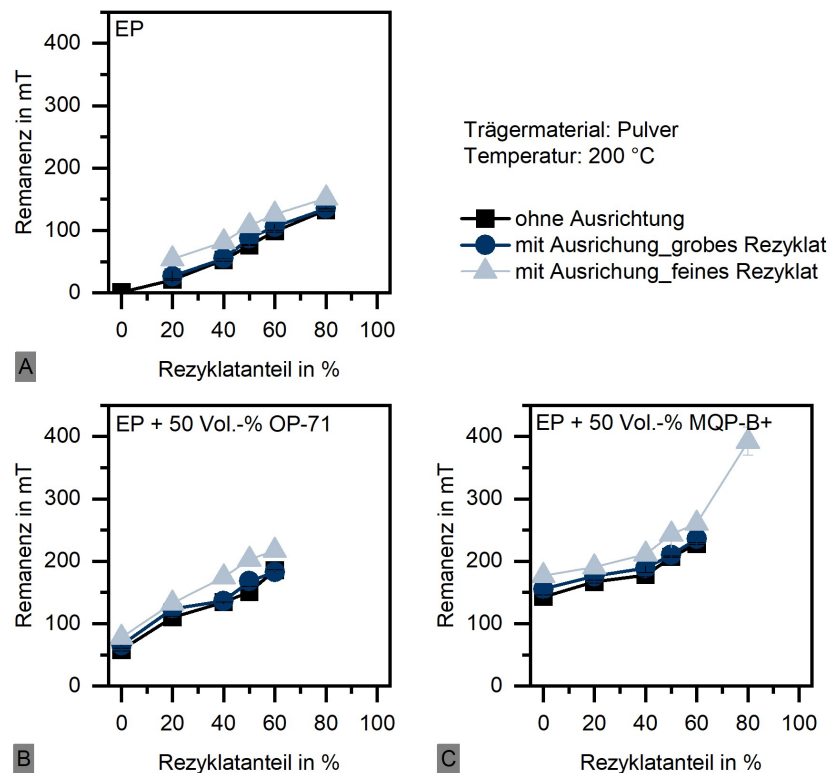 EP
400
300
200
100
0
Remanenz in mT
0 20 40 60 80 100
Rezyklatanteil in %
A
Trägermaterial: Pulver
Temperatur: 200 °C
ohne Ausrichtung
mit Ausrichung_grobes Rezyklat
mit Ausrichung_feines Rezyklat
EP + 50 Vol.-% OP-71
400
300
200
100
0
Remanenz in mT
0 20 40 60 80 100
Rezyklatanteil in %
B
EP + 50 Vol.-% MQP-B+
400
300
200
100
0
Remanenz in mT
0 20 40 60 80 100
Rezyklatanteil in %
C